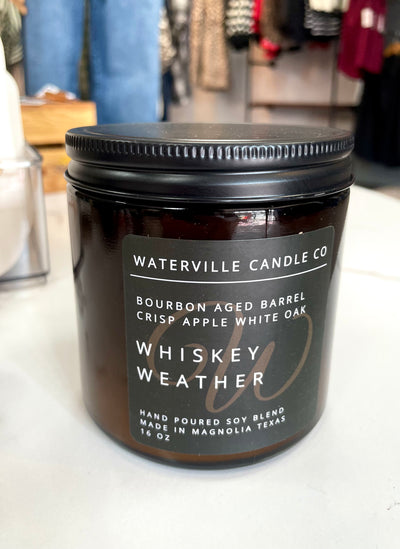 WATERVILLE CANDLE CO
BOURBON AGED BARREL
CRISP APPLE WHITE OAK
WHISKEY
WEATHER
HAND POURED SOY BLEND
MADE IN MAGNOLIA TEXAS
16 OZ